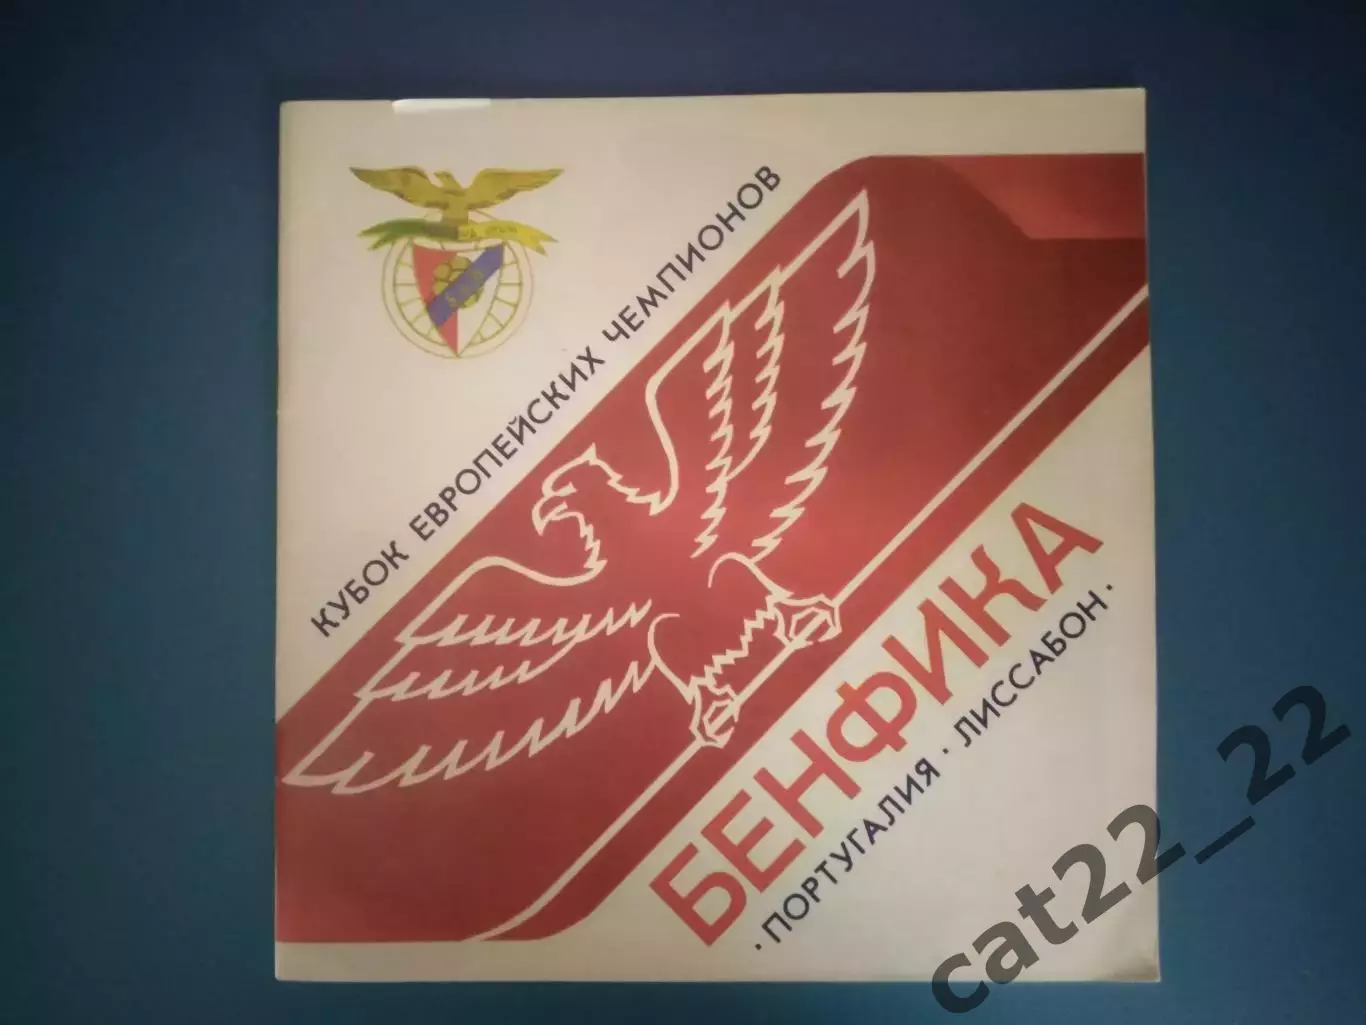 КУБОК ЕВРОПЕЙСКИХ ЧЕМПИОНОВ
БЕНФИКА
· ПОРТУГАЛИЯ · ЛИССАБОН ·
cat22_22